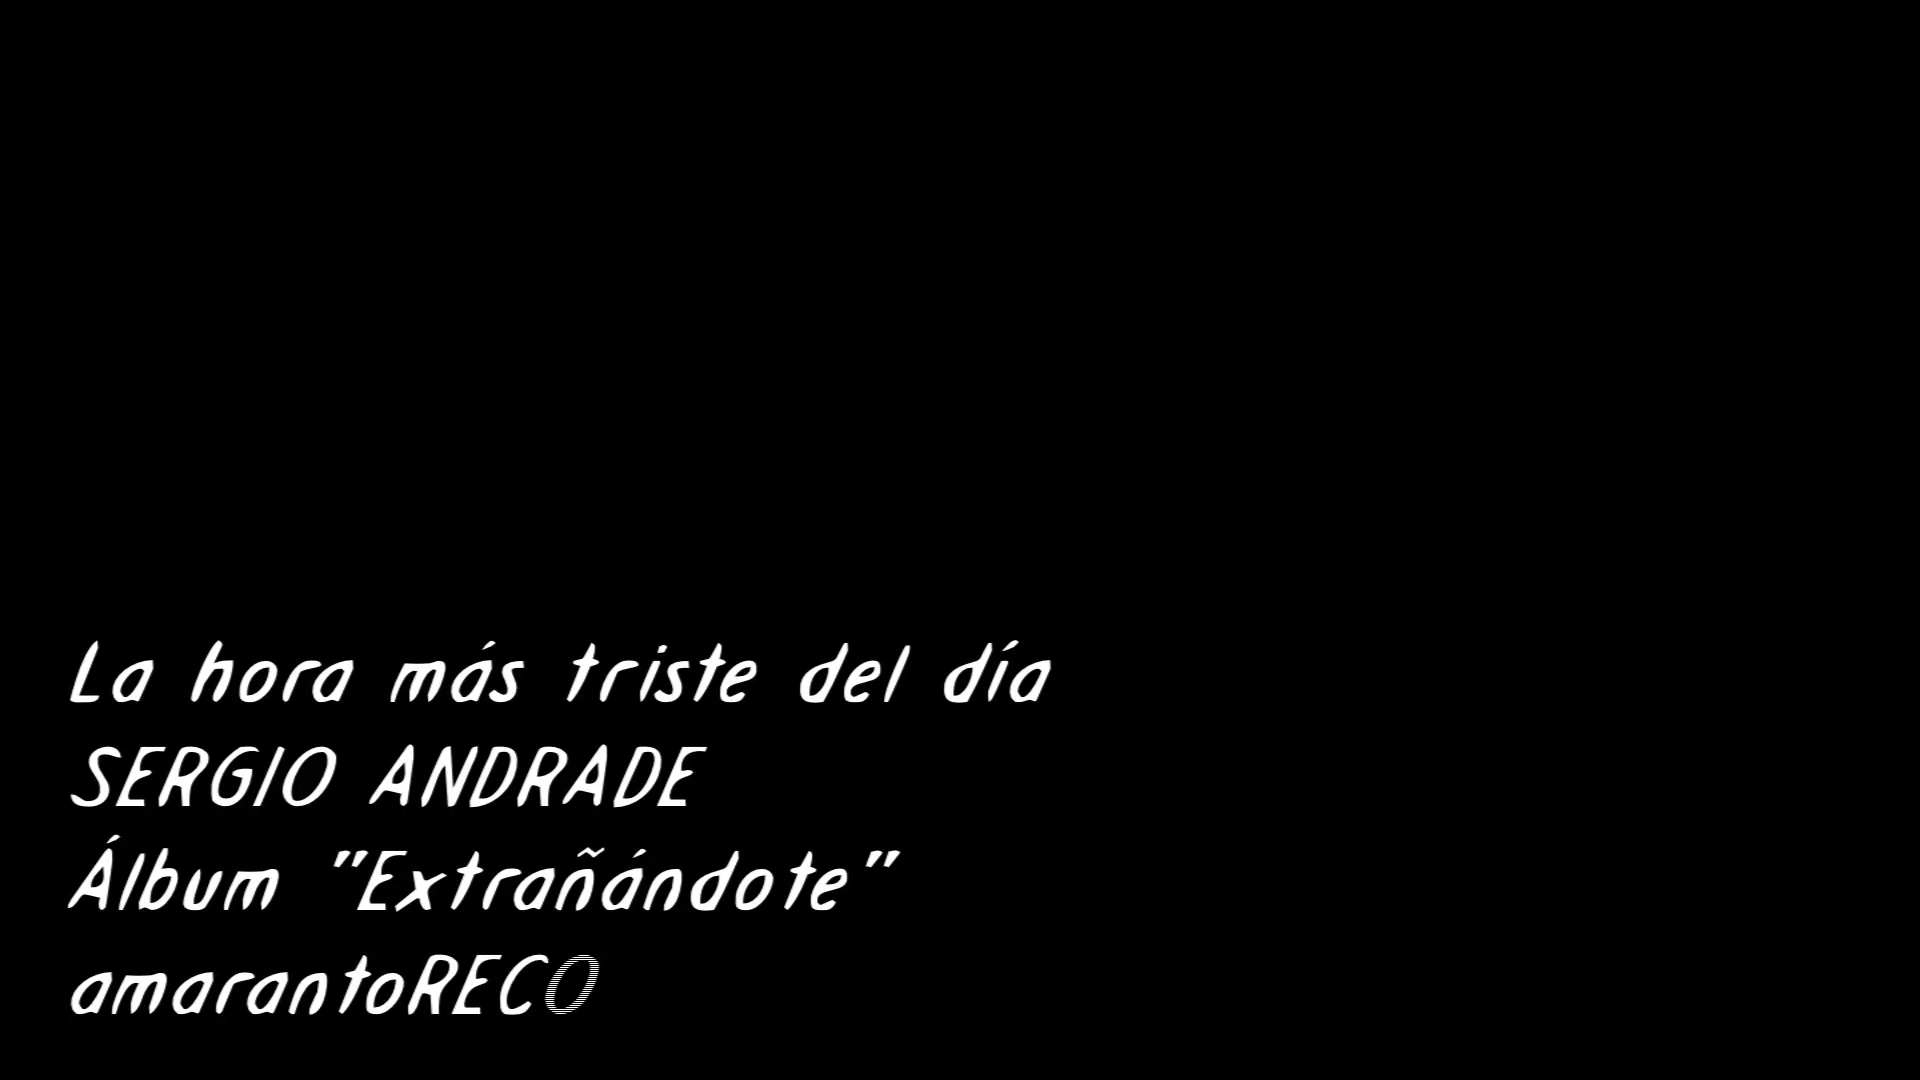 La hora más triste del día
SERGIO ANDRADE
Álbum "Extrañándote"
amarantoRECO